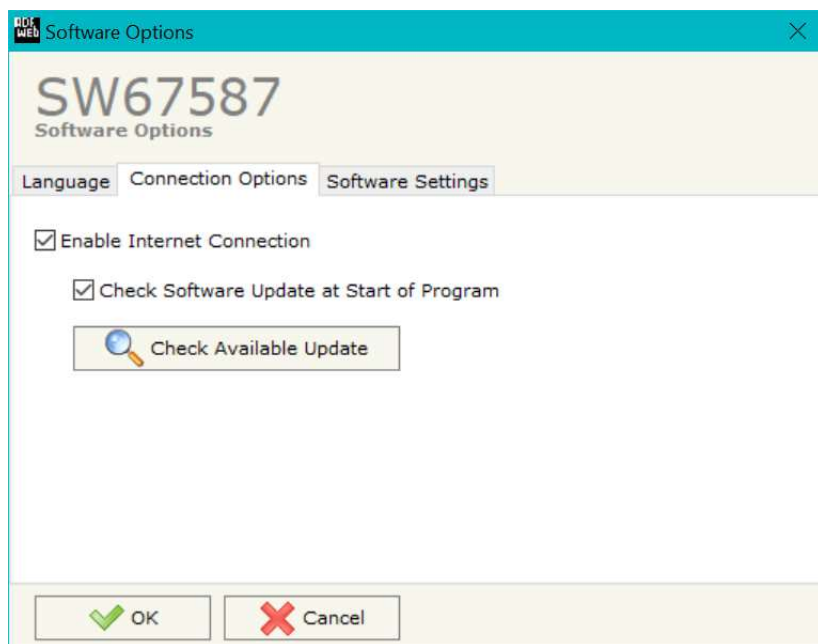 ADF
WEB Software Options
SW67587
Software Options
Language Connection Options Software Settings
Enable Internet Connection
Check Software Update at Start of Program
Check Available Update
OK Cancel